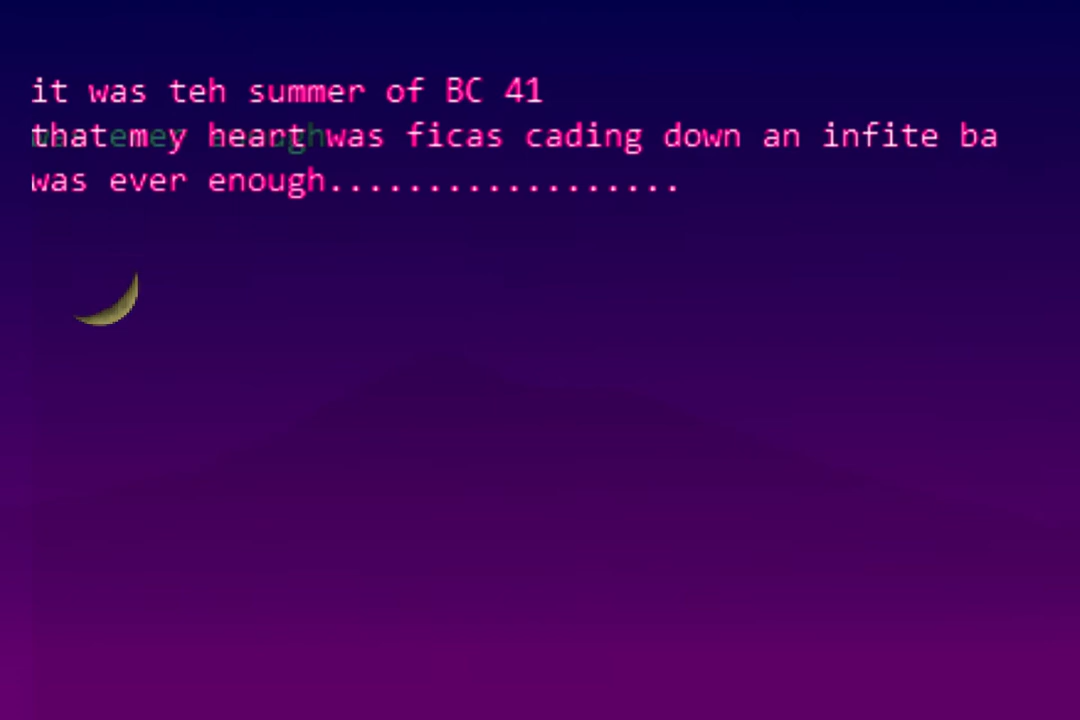 it was teh summer of BC 41
thatemey heart was ficas cading down an infite ba
was ever enough..................